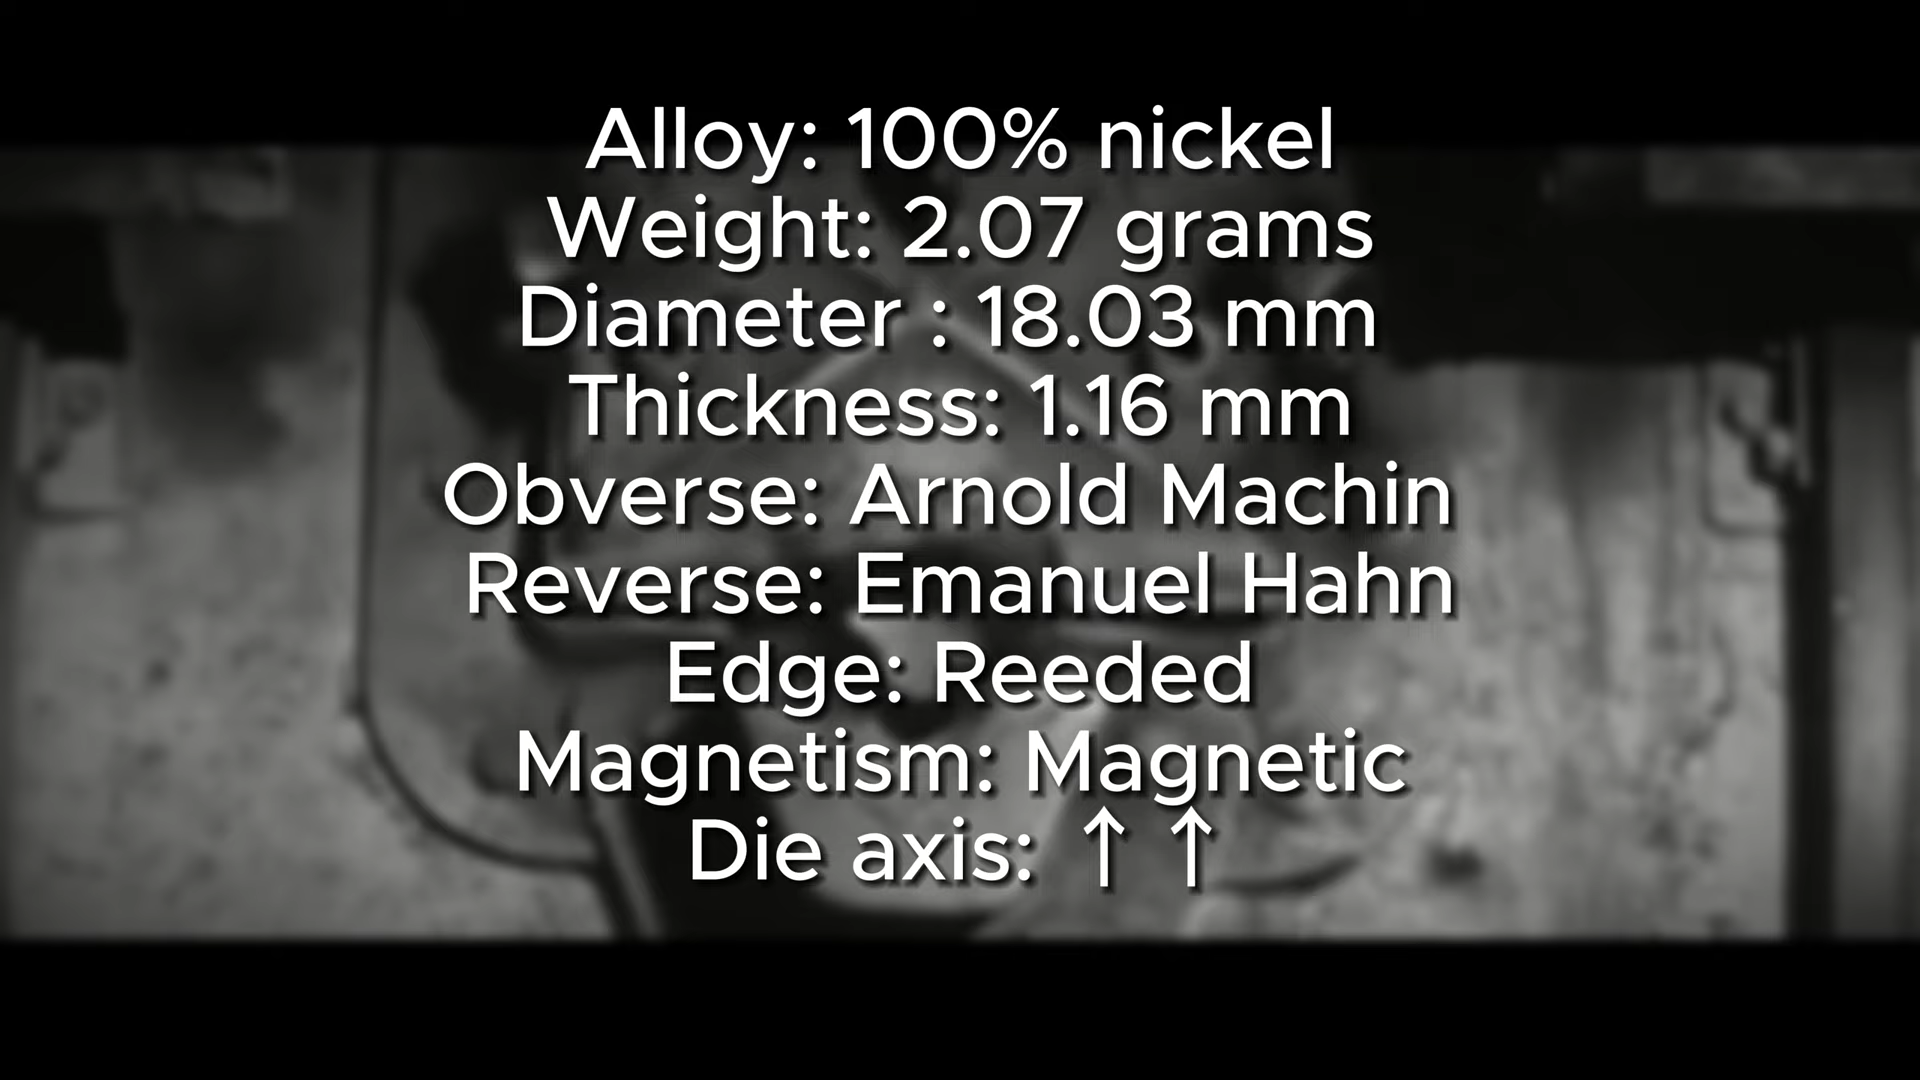 Alloy: 100% nickel
Weight: 2.07 grams
Diameter : 18.03 mm
Thickness: 1.16 mm
Obverse: Arnold Machin
Reverse: Emanuel Hahn
Edge: Reeded
Magnetism: Magnetic
Die axis: ↑ ↑